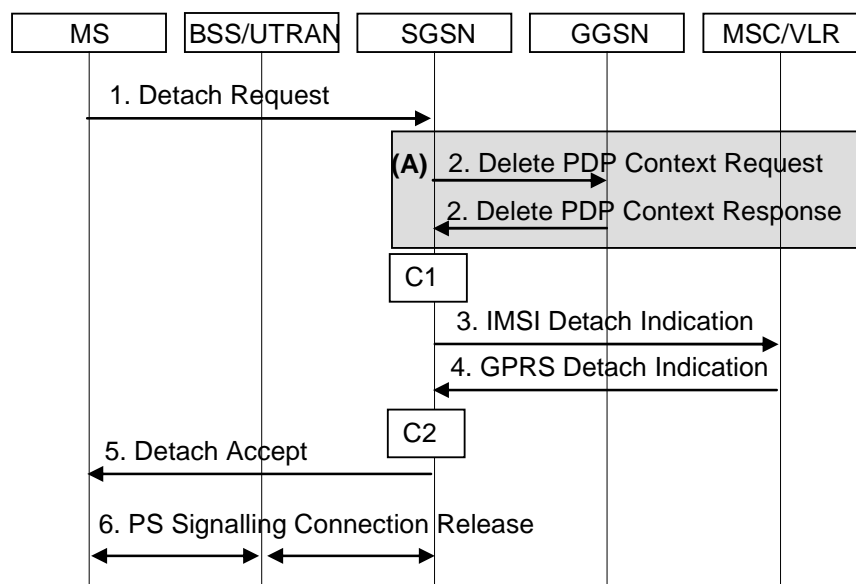 MS BSS/UTRAN SGSN GGSN MSC/VLR
1. Detach Request
(A) 2. Delete PDP Context Request
2. Delete PDP Context Response
C1
3. IMSI Detach Indication
4. GPRS Detach Indication
C2
5. Detach Accept
6. PS Signalling Connection Release